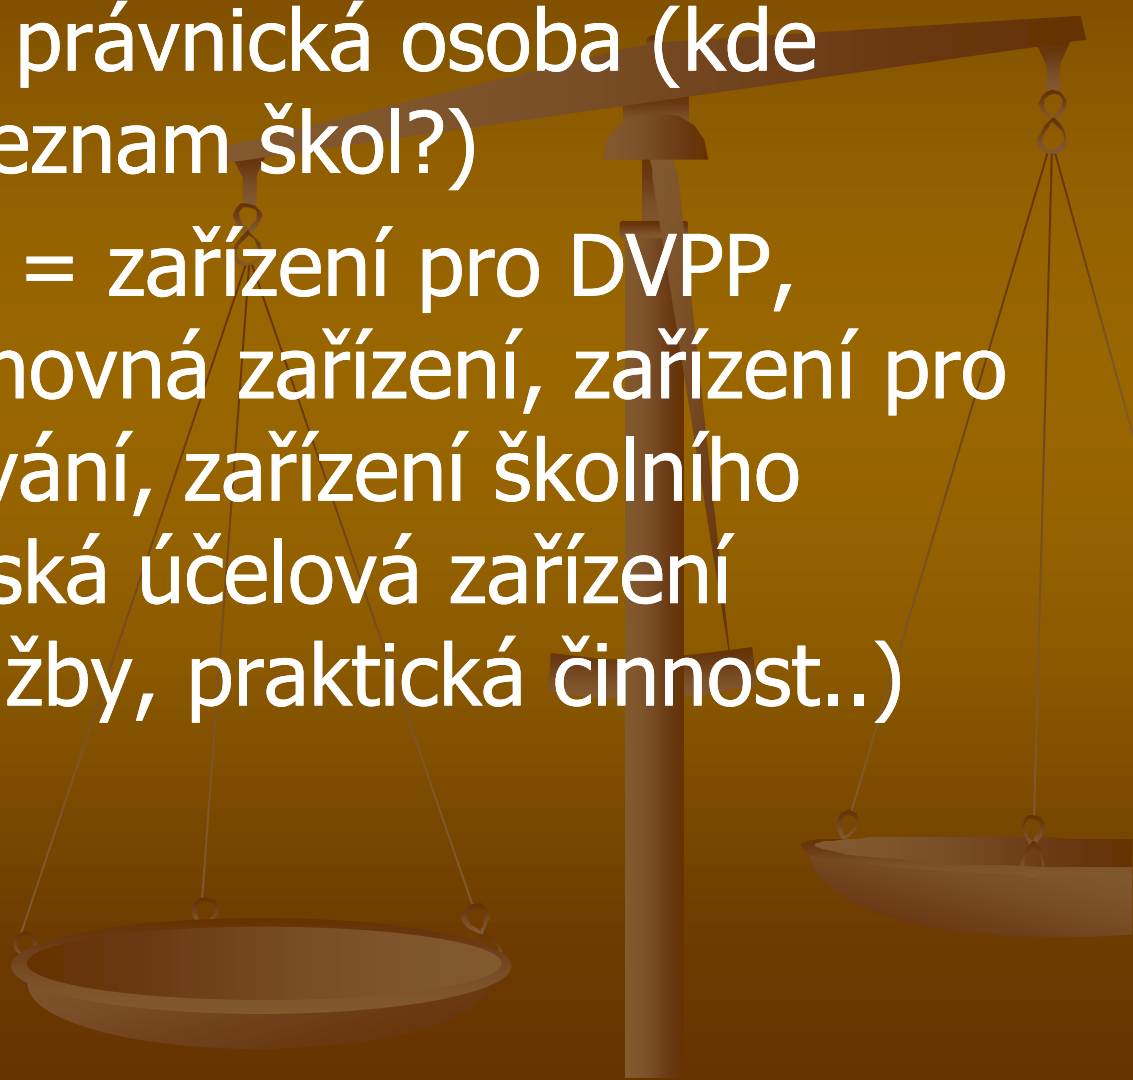 právnická osoba (kde
eznam škol?)
= zařízení pro DVPP,
hovná zařízení, zařízení pro
vání, zařízení školního
ská účelová zařízení
žby, praktická činnost..)